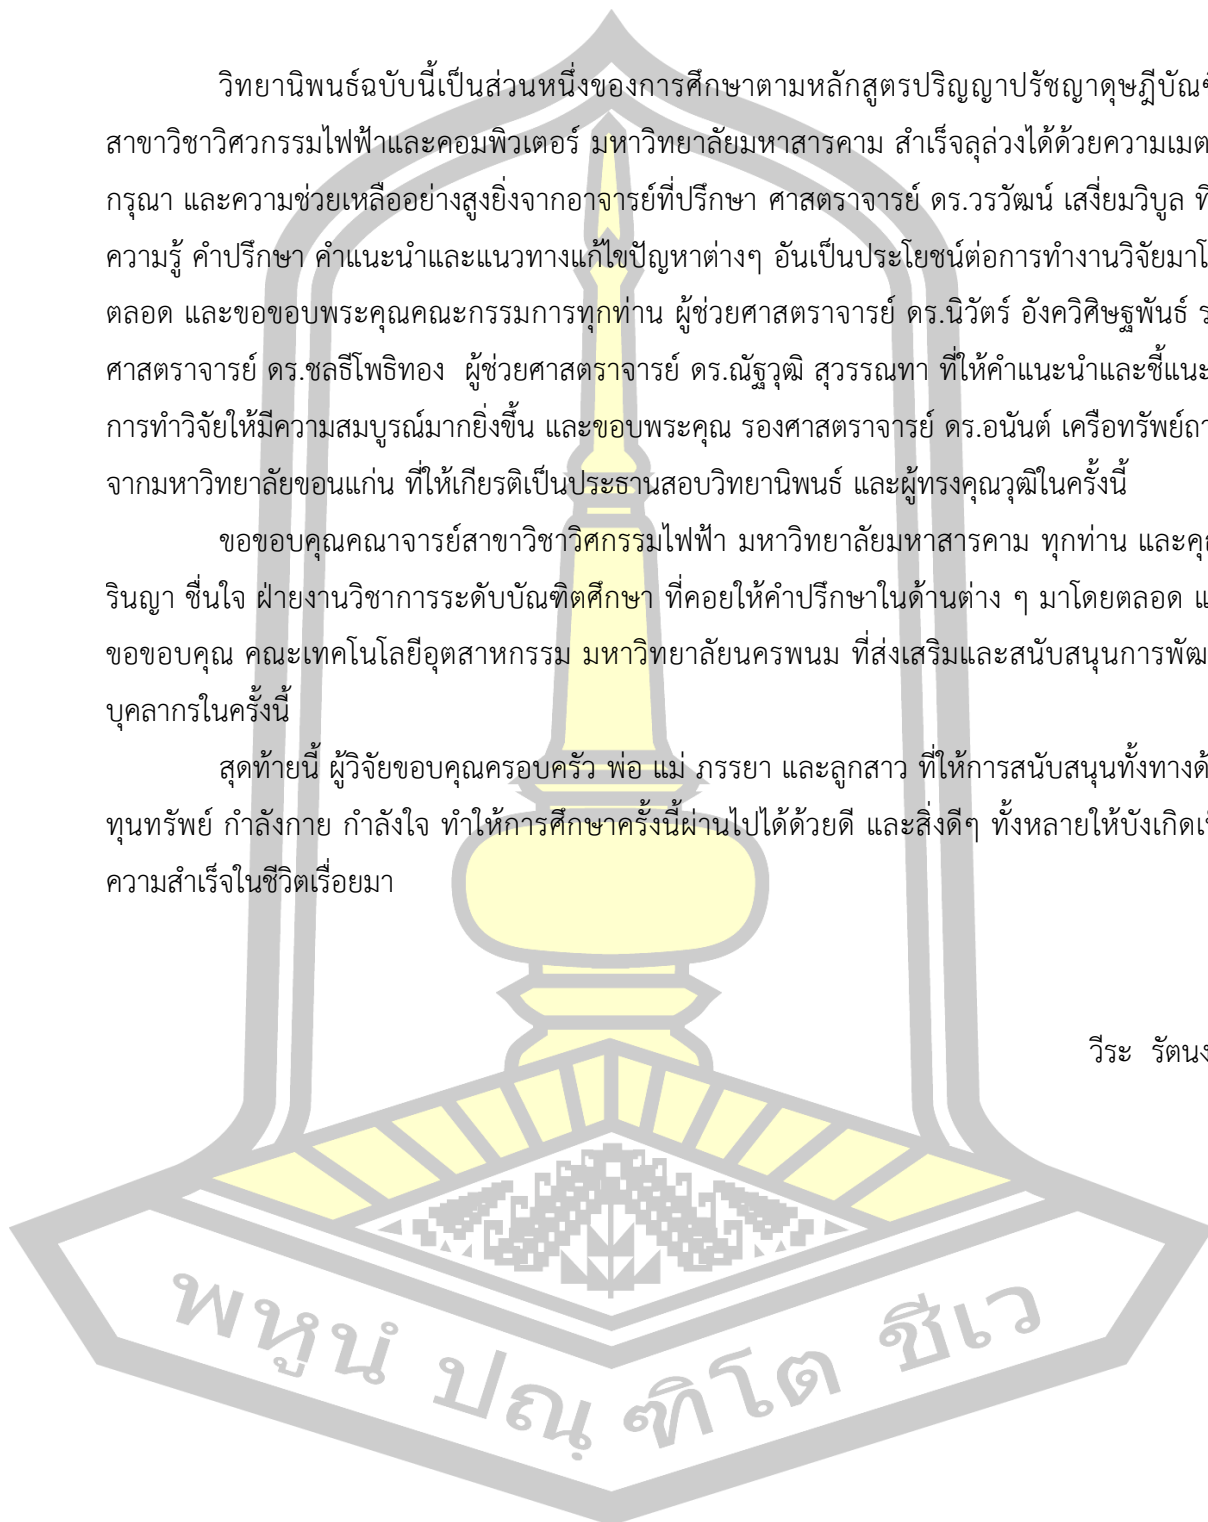 วิทยานิพนธ์ฉบับนี้เป็นส่วนหนึ่งของการศึกษาตามหลักสูตรปริญญาปรัชญาดุษฎีบัณฑ
สาขาวิชาวิศวกรรมไฟฟ้าและคอมพิวเตอร์ มหาวิทยาลัยมหาสารคาม สำเร็จลุล่วงได้ด้วยความเมต
กรุณา และความช่วยเหลืออย่างสูงยิ่งจากอาจารย์ที่ปรึกษา ศาสตราจารย์ ดร.วรวัฒน์ เสงี่ยมวิบูล ที
ความรู้ คำปรึกษา คำแนะนำและแนวทางแก้ไขปัญหาต่างๆ อันเป็นประโยชน์ต่อการทำงานวิจัยมาโ
ตลอด และขอขอบพระคุณคณะกรรมการทุกท่าน ผู้ช่วยศาสตราจารย์ ดร.นิวัตร์ อังควิศิษฐพันธ์ ร
ศาสตราจารย์ ดร.ชลธีโพธิทอง ผู้ช่วยศาสตราจารย์ ดร.ณัฐวุฒิ สุวรรณทา ที่ให้คำแนะนำและชี้แนะ
การทำวิจัยให้มีความสมบูรณ์มากยิ่งขึ้น และขอบพระคุณ รองศาสตราจารย์ ดร.อนันต์ เครือทรัพย์ถา
จากมหาวิทยาลัยขอนแก่น ที่ให้เกียรติเป็นประธานสอบวิทยานิพนธ์ และผู้ทรงคุณวุฒิในครั้งนี้
ขอขอบคุณคณาจารย์สาขาวิชาวิศกรรมไฟฟ้า มหาวิทยาลัยมหาสารคาม ทุกท่าน และคุณ
รินญา ชื่นใจ ฝ่ายงานวิชาการระดับบัณฑิตศึกษา ที่คอยให้คำปรึกษาในด้านต่าง ๆ มาโดยตลอด แ
ขอขอบคุณ คณะเทคโนโลยีอุตสาหกรรม มหาวิทยาลัยนครพนม ที่ส่งเสริมและสนับสนุนการพัฒ
บุคลากรในครั้งนี้
สุดท้ายนี้ ผู้วิจัยขอบคุณครอบครัว พ่อ แม่ ภรรยา และลูกสาว ที่ให้การสนับสนุนทั้งทางด้
ทุนทรัพย์ กำลังกาย กำลังใจ ทำให้การศึกษาครั้งนี้ผ่านไปได้ด้วยดี และสิ่งดีๆ ทั้งหลายให้บังเกิดเ
ความสำเร็จในชีวิตเรื่อยมา
วีระ รัตนง
พหูนํ ปณฺฑิโต ชีเว